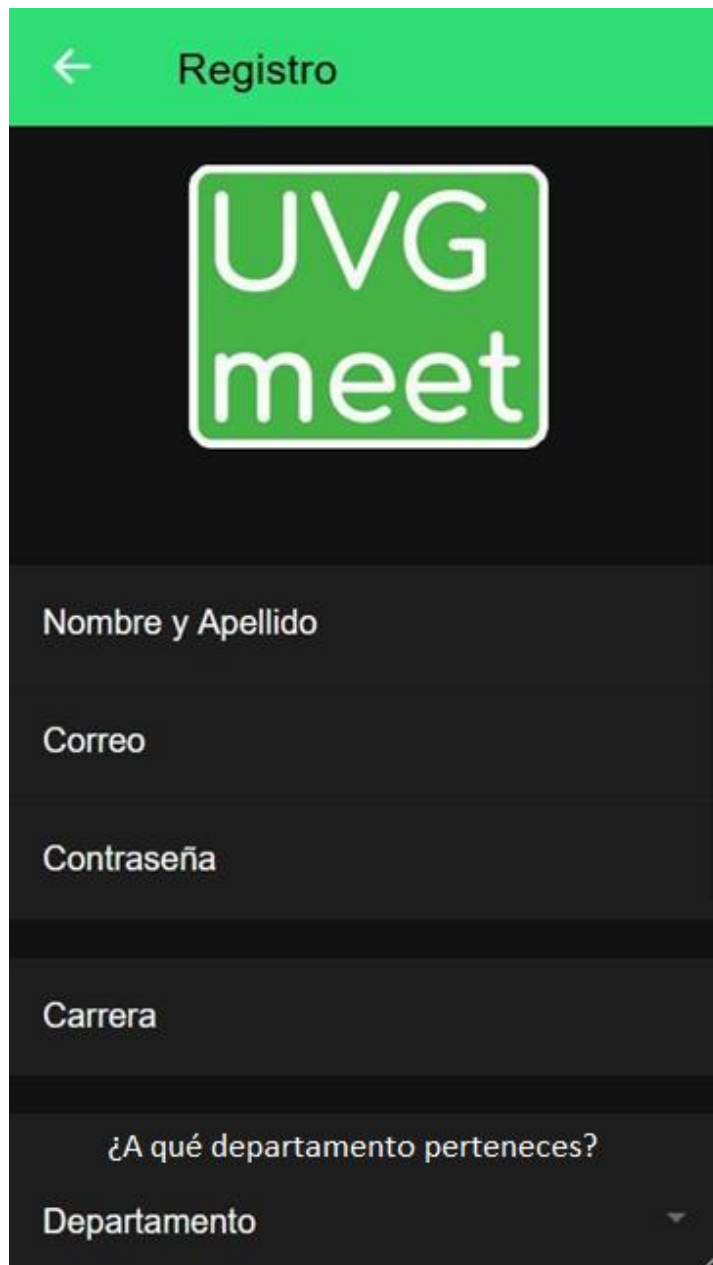 Registro
UVG
meet
Nombre y Apellido
Correo
Contraseña
Carrera
¿A qué departamento perteneces?
Departamento